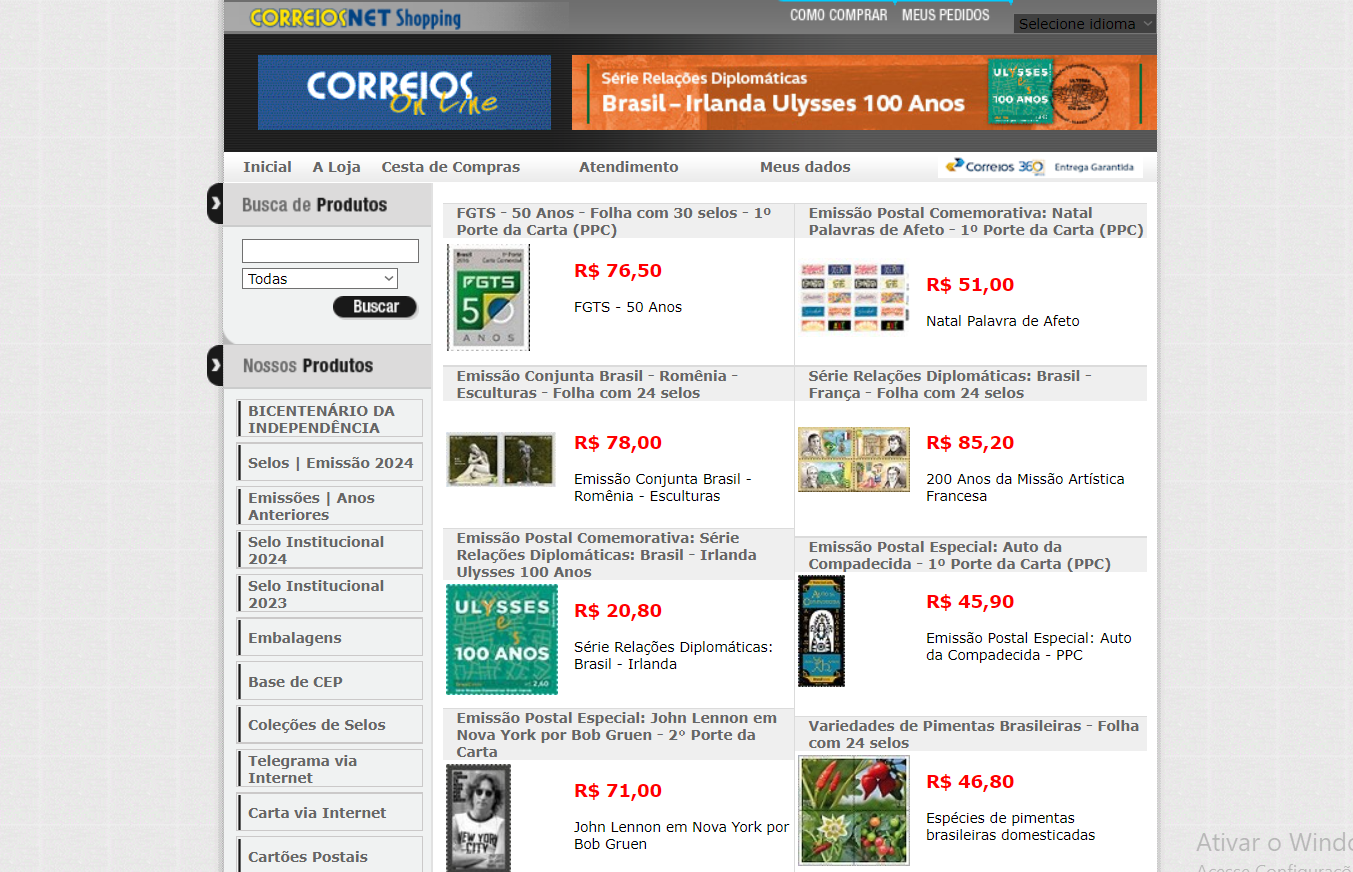 CORREIOSNET Shopping
COMO COMPRAR
MEUS PEDIDOS
Selecione idioma
CORREIOS
On Line
Série Relações Diplomáticas
Brasil – Irlanda Ulysses 100 Anos
ULYSSES
100 ANOS
Inicial
A Loja
Cesta de Compras
Atendimento
Meus dados
Correios 360
Entrega Garantida
Busca de Produtos
Todas
Buscar
Nossos Produtos
BICENTENÁRIO DA
INDEPENDÊNCIA
Selos | Emissão 2024
Emissões | Anos
Anteriores
Selo Institucional
2024
Selo Institucional
2023
Embalagens
Base de CEP
Coleções de Selos
Telegrama via
Internet
Carta via Internet
Cartões Postais
FGTS - 50 Anos - Folha com 30 selos - 1º
Porte da Carta (PPC)
FGTS
50
ANOS
R$ 76,50
FGTS - 50 Anos
Emissão Postal Comemorativa: Natal
Palavras de Afeto - 1º Porte da Carta (PPC)
R$ 51,00
Natal Palavra de Afeto
Emissão Conjunta Brasil - Romênia -
Esculturas - Folha com 24 selos
R$ 78,00
Emissão Conjunta Brasil -
Romênia - Esculturas
Série Relações Diplomáticas: Brasil -
França - Folha com 24 selos
R$ 85,20
200 Anos da Missão Artística
Francesa
Emissão Postal Comemorativa: Série
Relações Diplomáticas: Brasil - Irlanda
Ulysses 100 Anos
ULYSSES
100 ANOS
2,60
R$ 20,80
Série Relações Diplomáticas:
Brasil - Irlanda
Emissão Postal Especial: Auto da
Compadecida - 1º Porte da Carta (PPC)
R$ 45,90
Emissão Postal Especial: Auto
da Compadecida - PPC
Emissão Postal Especial: John Lennon em
Nova York por Bob Gruen - 2º Porte da
Carta
NEW YORK
CITY
R$ 71,00
John Lennon em Nova York por
Bob Gruen
Variedades de Pimentas Brasileiras - Folha
com 24 selos
R$ 46,80
Espécies de pimentas
brasileiras domesticadas
Ativar o Windo